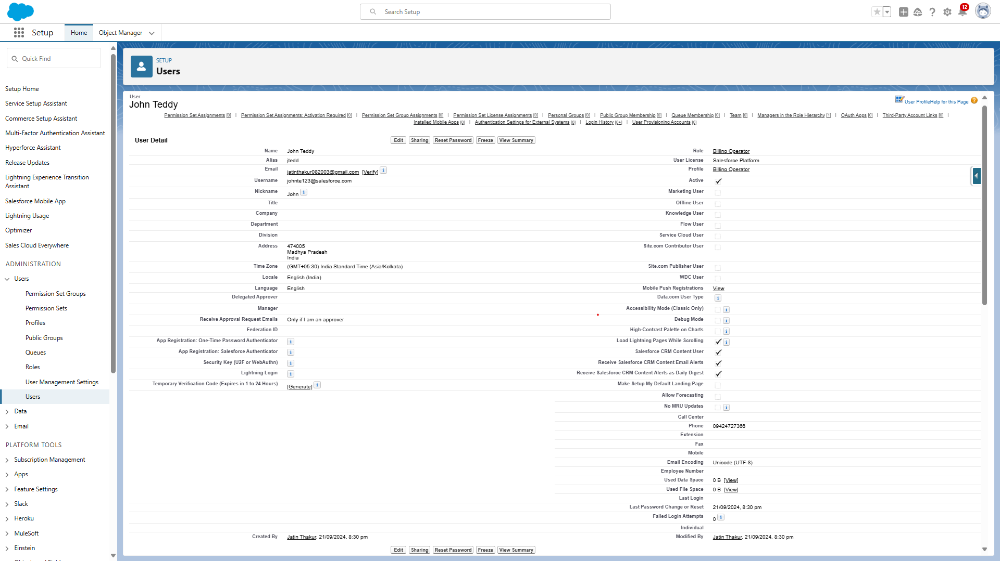 Search Setup
12
Setup
Home
Object Manager
Quick Find
Setup Home
Service Setup Assistant
Commerce Setup Assistant
Multi-Factor Authentication Assistant
Hyperforce Assistant
Release Updates
Lightning Experience Transition
Assistant
Salesforce Mobile App
Lightning Usage
Optimizer
Sales Cloud Everywhere
ADMINISTRATION
Users
Permission Set Groups
Permission Sets
Profiles
Public Groups
Queues
Roles
User Management Settings
Users
Data
Email
PLATFORM TOOLS
Subscription Management
Apps
Feature Settings
Slack
Heroku
MuleSoft
Einstein
SETUP
Users
User
John Teddy
User Profile Help for this Page
Permission Set Assignments [0] | Permission Set Assignments: Activation Required [0] | Permission Set Group Assignments [0] | Permission Set License Assignments [0] | Personal Groups [0] | Public Group Membership [0] | Queue Membership [0] | Team [0] | Managers in the Role Hierarchy [1] | OAuth Apps [0] | Third-Party Account Links [0] |
Installed Mobile Apps [0] | Authentication Settings for External Systems [0] | Login History [0+] | User Provisioning Accounts [0]
User Detail
Edit Sharing Reset Password Freeze View Summary
Name John Teddy
Alias jtedd
Email jatinthakur082003@gmail.com [Verify]
Username johnte123@salesforce.com
Nickname John
Title
Company
Department
Division
Address 474005
Madhya Pradesh
India
Time Zone (GMT+05:30) India Standard Time (Asia/Kolkata)
Locale English (India)
Language English
Delegated Approver
Manager
Receive Approval Request Emails Only if I am an approver
Federation ID
App Registration: One-Time Password Authenticator
App Registration: Salesforce Authenticator
Security Key (U2F or WebAuthn)
Lightning Login
Temporary Verification Code (Expires in 1 to 24 Hours) [Generate]
Role Billing Operator
User License Salesforce Platform
Profile Billing Operator
Active
Marketing User
Offline User
Knowledge User
Flow User
Service Cloud User
Site.com Contributor User
Site.com Publisher User
WDC User
Mobile Push Registrations View
Data.com User Type
Accessibility Mode (Classic Only)
Debug Mode
High-Contrast Palette on Charts
Load Lightning Pages While Scrolling
Salesforce CRM Content User
Receive Salesforce CRM Content Email Alerts
Receive Salesforce CRM Content Alerts as Daily Digest
Make Setup My Default Landing Page
Allow Forecasting
No MRU Updates
Call Center
Phone 09424727366
Extension
Fax
Mobile
Email Encoding Unicode (UTF-8)
Employee Number
Used Data Space 0 B [View]
Used File Space 0 B [View]
Last Login
Last Password Change or Reset 21/09/2024, 8:30 pm
Failed Login Attempts 0
Individual
Created By Jatin Thakur, 21/09/2024, 8:30 pm
Modified By Jatin Thakur, 21/09/2024, 8:30 pm
Edit Sharing Reset Password Freeze View Summary